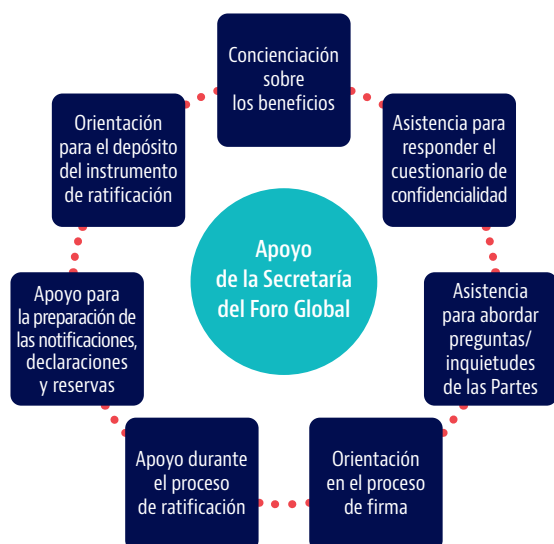 Concienciación
sobre
los beneficios
Asistencia para
responder el
cuestionario de
confidencialidad
Asistencia
para abordar
preguntas/
inquietudes
de las Partes
Orientación
en el proceso
de firma
Apoyo durante
el proceso
de ratificación
Apoyo para
la preparación de
las notificaciones,
declaraciones
y reservas
Orientación
para el depósito
del instrumento
de ratificación
Apoyo
de la Secretaría
del Foro Global